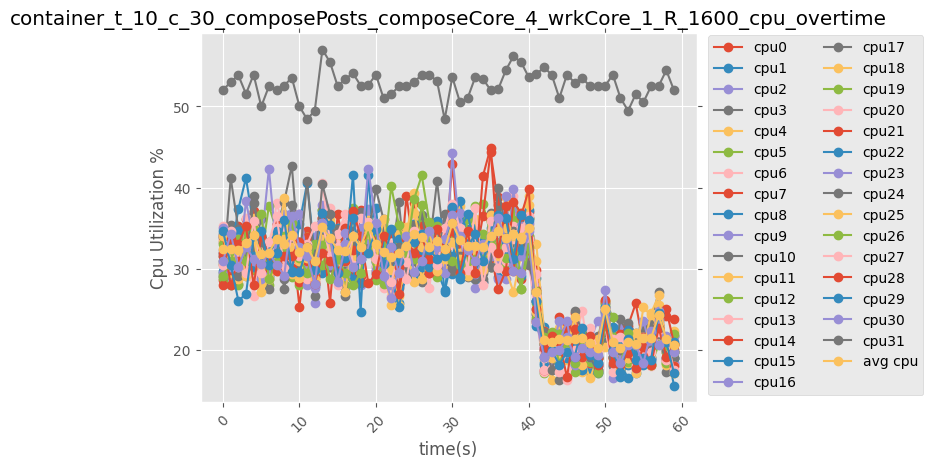 container_t_10_c_30_composePosts_composeCore_4_wrkCore_1_R_1600_cpu_overtime
Cpu Utilization %
50
40
30
20
0
10
20
30
40
50
60
time(s)
cpu0
cpu1
cpu2
cpu3
cpu4
cpu5
cpu6
cpu7
cpu8
cpu9
cpu10
cpu11
cpu12
cpu13
cpu14
cpu15
cpu16
cpu17
cpu18
cpu19
cpu20
cpu21
cpu22
cpu23
cpu24
cpu25
cpu26
cpu27
cpu28
cpu29
cpu30
cpu31
avg cpu